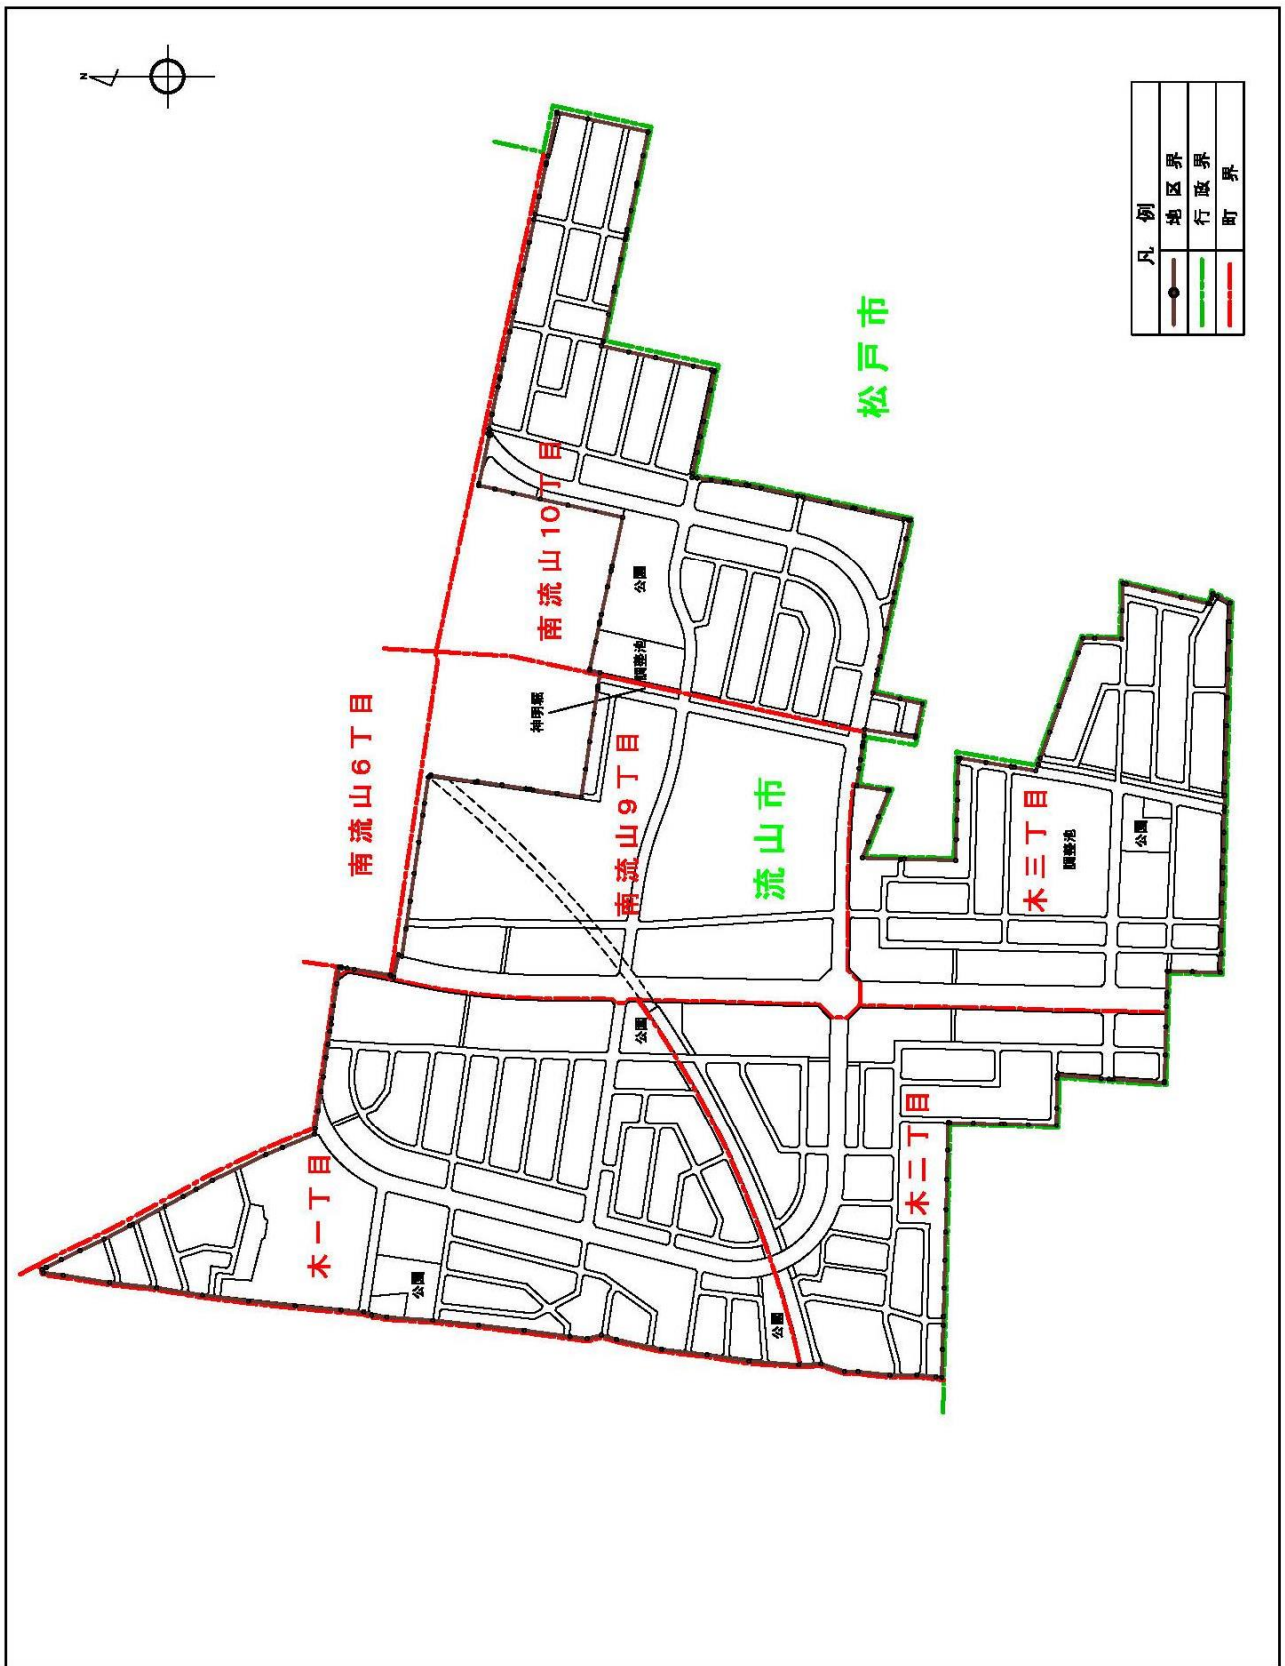 N
凡例
地区界
行政界
町界
南流山6丁目
南流山10丁目
南流山9丁目
神明堀
調整池
公園
松戸市
流山市
木一丁目
公園
公園
公園
木二丁目
木三丁目
調整池
公園